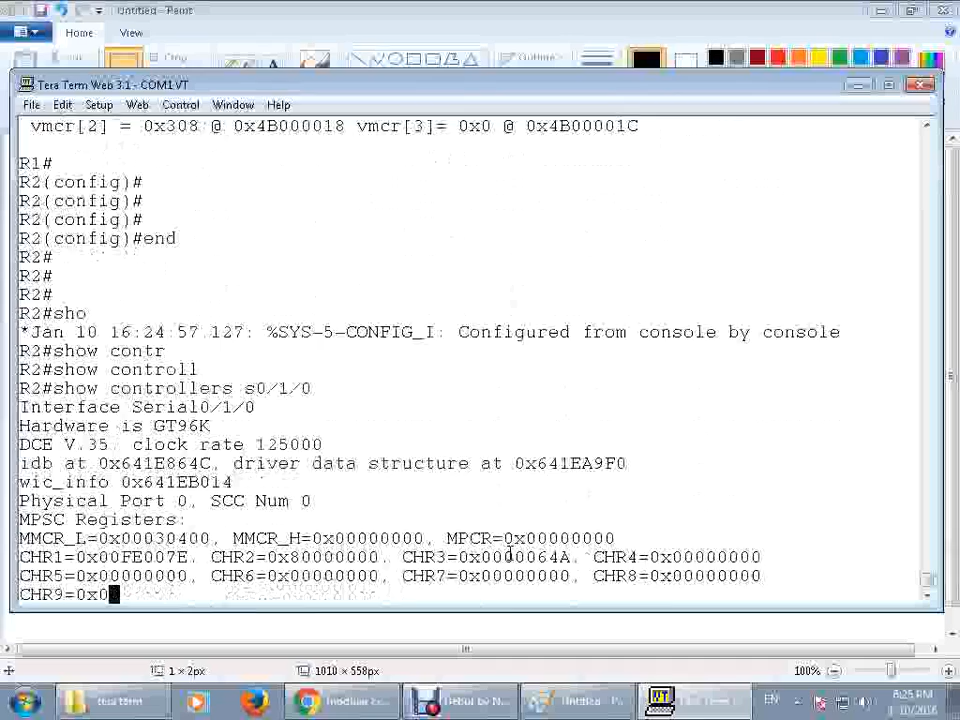 Untitled - Paint
Home View
Tera Term Web 3.1 - COM1 VT
File Edit Setup Web Control Window Help
vmcr[2] = 0x308 @ 0x4B000018 vmcr[3]= 0x0 @ 0x4B00001C
R1#
R2(config)#
R2(config)#
R2(config)#
R2(config)#end
R2#
R2#
R2#
R2#sho
*Jan 10 16:24:57.127: %SYS-5-CONFIG_I: Configured from console by console
R2#show contr
R2#show controll
R2#show controllers s0/1/0
Interface Serial0/1/0
Hardware is GT96K
DCE V.35, clock rate 125000
idb at 0x641E864C, driver data structure at 0x641EA9F0
wic_info 0x641EB014
Physical Port 0, SCC Num 0
MPSC Registers:
MMCR_L=0x00030400, MMCR_H=0x00000000, MPCR=0x00000000
CHR1=0x00FE007E, CHR2=0x80000000, CHR3=0x0000064A, CHR4=0x00000000
CHR5=0x00000000, CHR6=0x00000000, CHR7=0x00000000, CHR8=0x00000000
CHR9=0x0
1 × 2px 1010 × 558px 100%
tera term Untitled - P EN 8:25 PM